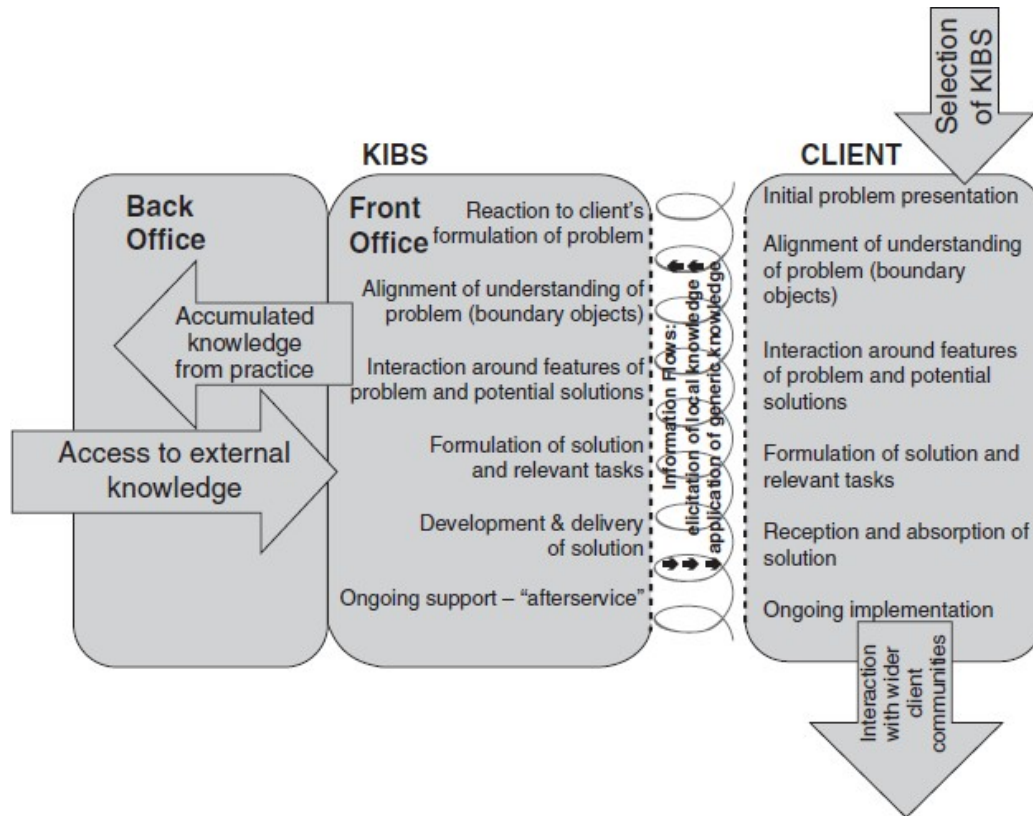 Selection
of KIBS
KIBS
CLIENT
Back
Office
Accumulated
knowledge
from practice
Access to external
knowledge
Front
Office
Reaction to client's
formulation of problem
Alignment of understanding of
problem (boundary objects)
Interaction around features of
problem and potential solutions
Formulation of solution
and relevant tasks
Development & delivery
of solution
Ongoing support – “afterservice”
Information Flows:
elicitation of local knowledge
application of generic knowledge
Initial problem presentation
Alignment of understanding
of problem (boundary
objects)
Interaction around features
of problem and potential
solutions
Formulation of solution and
relevant tasks
Reception and absorption of
solution
Ongoing implementation
Interaction
with wider
client
communities